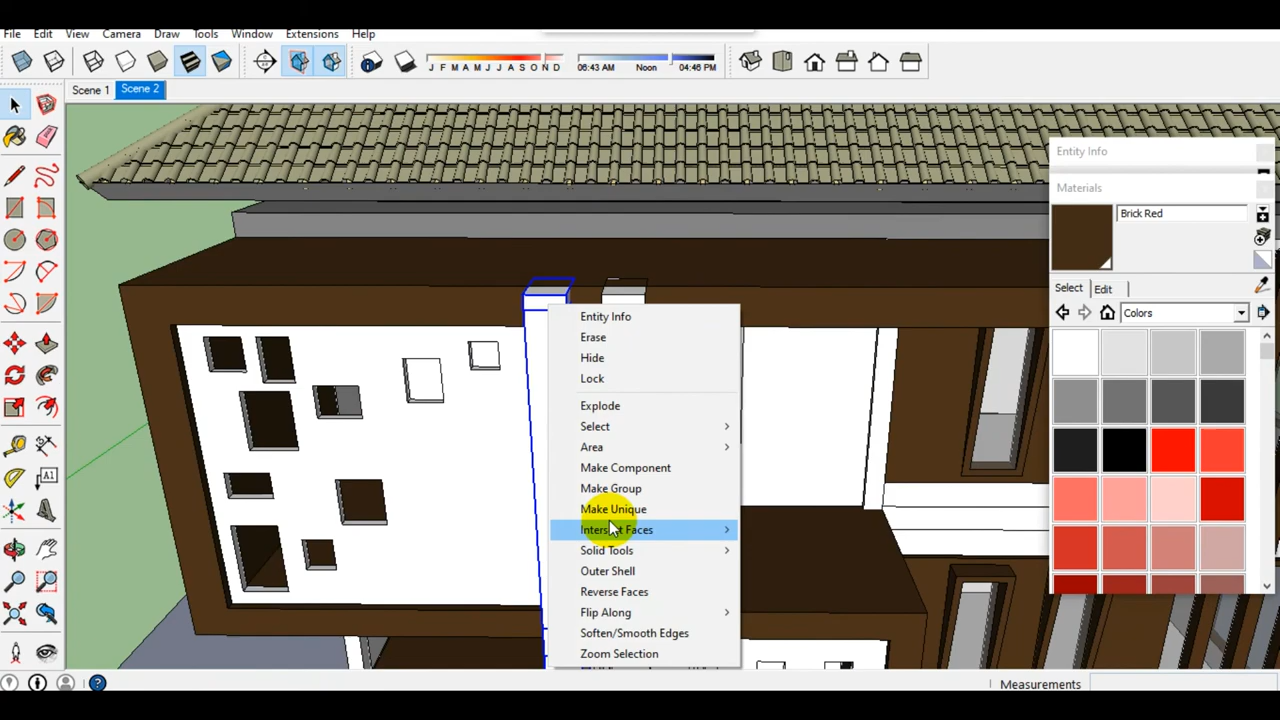 File Edit View Camera Draw Tools Window Extensions Help
J F M A M J J A S O N D 06:43 AM Noon 04:46 PM
Scene 1 Scene 2
Entity Info
Materials
Brick Red
Select Edit
Colors
Entity Info
Erase
Hide
Lock
Explode
Select
Area
Make Component
Make Group
Make Unique
Intersect Faces
Solid Tools
Outer Shell
Reverse Faces
Flip Along
Soften/Smooth Edges
Zoom Selection
A1
Measurements